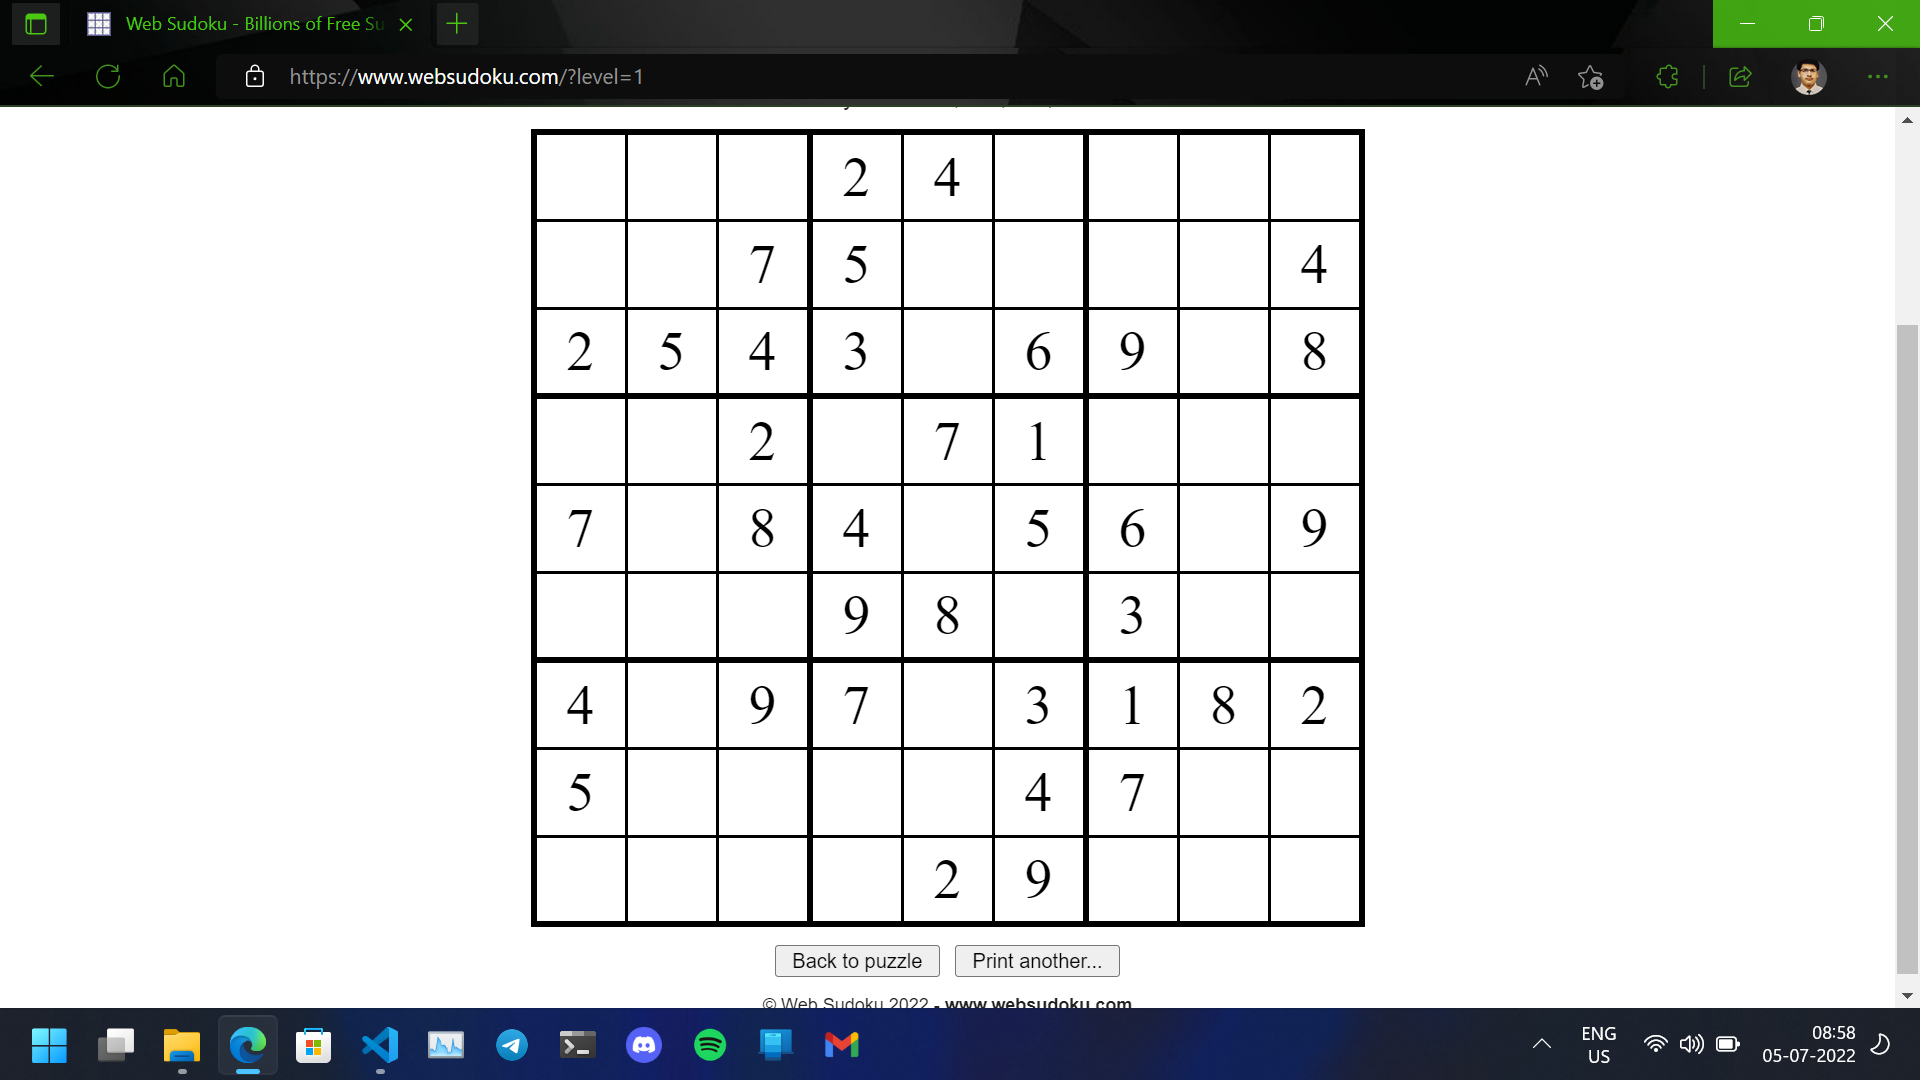 Web Sudoku - Billions of Free Su
https://www.websudoku.com/?level=1
2 4
7 5 4
2 5 4 3 6 9 8
2 7 1
7 8 4 5 6 9
9 8 3
4 9 7 3 1 8 2
5 4 7
2 9
Back to puzzle Print another...
© Web Sudoku 2022 - www.websudoku.com
ENG
US
08:58
05-07-2022